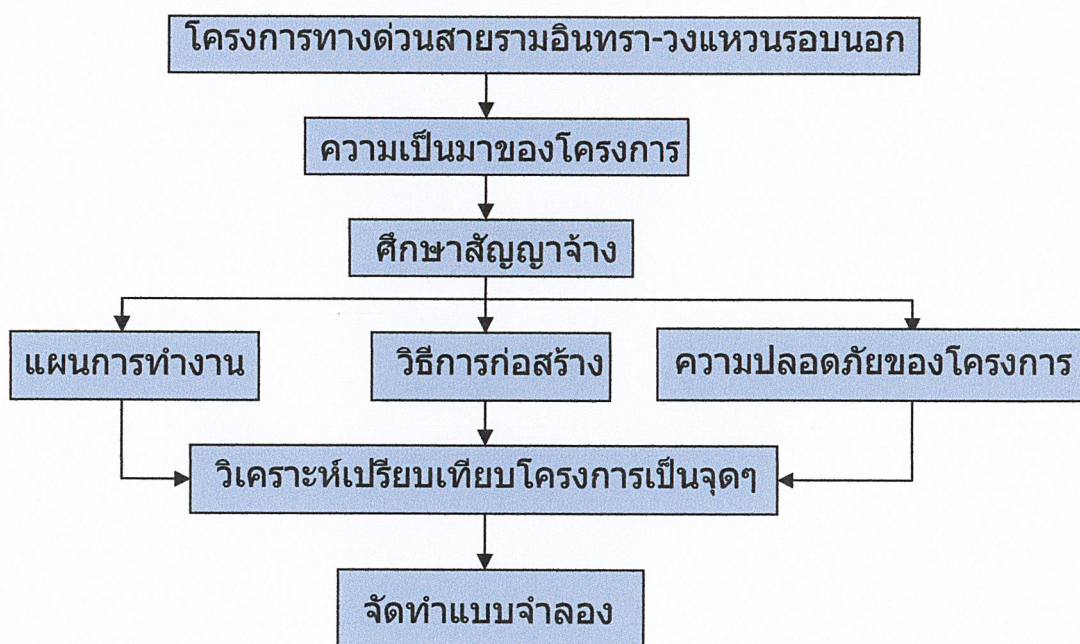 โครงการทางด่วนสายรามอินทรา-วงแหวนรอบนอก
ความเป็นมาของโครงการ
ศึกษาสัญญาจ้าง
แผนการทำงาน
วิธีการก่อสร้าง
ความปลอดภัยของโครงการ
วิเคราะห์เปรียบเทียบโครงการเป็นจุดๆ
จัดทำแบบจำลอง